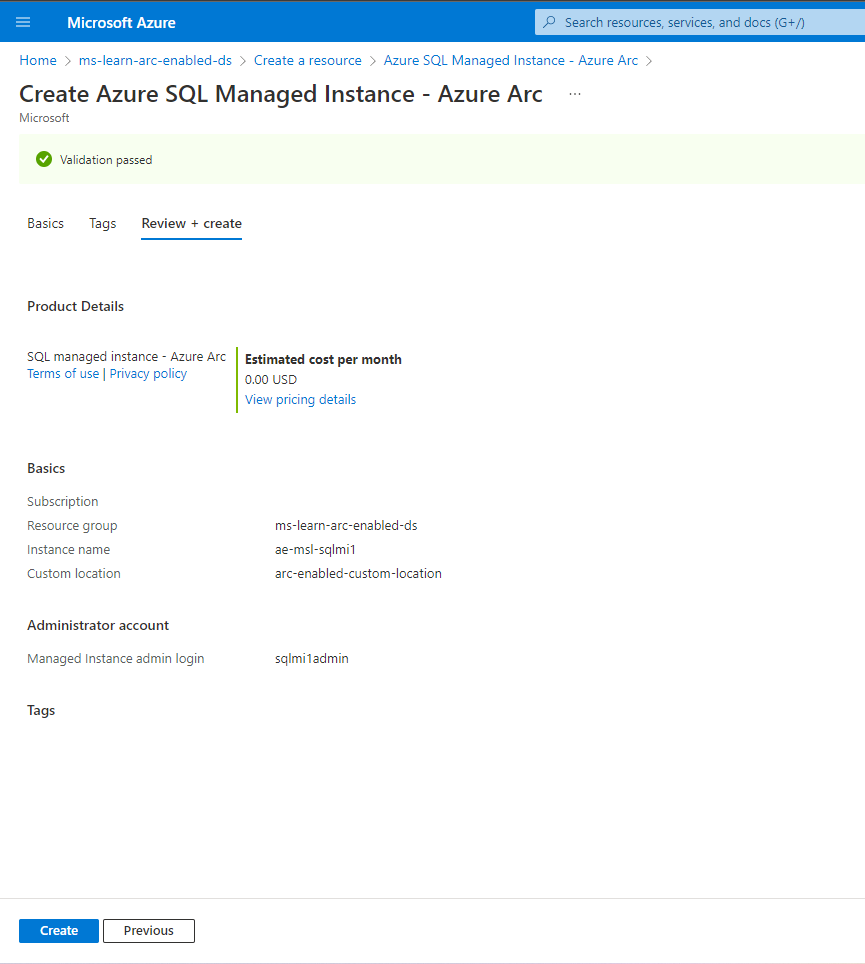 Microsoft Azure
Search resources, services, and docs (G+/)
Home > ms-learn-arc-enabled-ds > Create a resource > Azure SQL Managed Instance - Azure Arc >
Create Azure SQL Managed Instance - Azure Arc ...
Microsoft
Validation passed
Basics Tags Review + create
Product Details
SQL managed instance - Azure Arc
Terms of use | Privacy policy
Estimated cost per month
0.00 USD
View pricing details
Basics
Subscription
Resource group ms-learn-arc-enabled-ds
Instance name ae-msl-sqlmi1
Custom location arc-enabled-custom-location
Administrator account
Managed Instance admin login sqlmi1admin
Tags
Create Previous